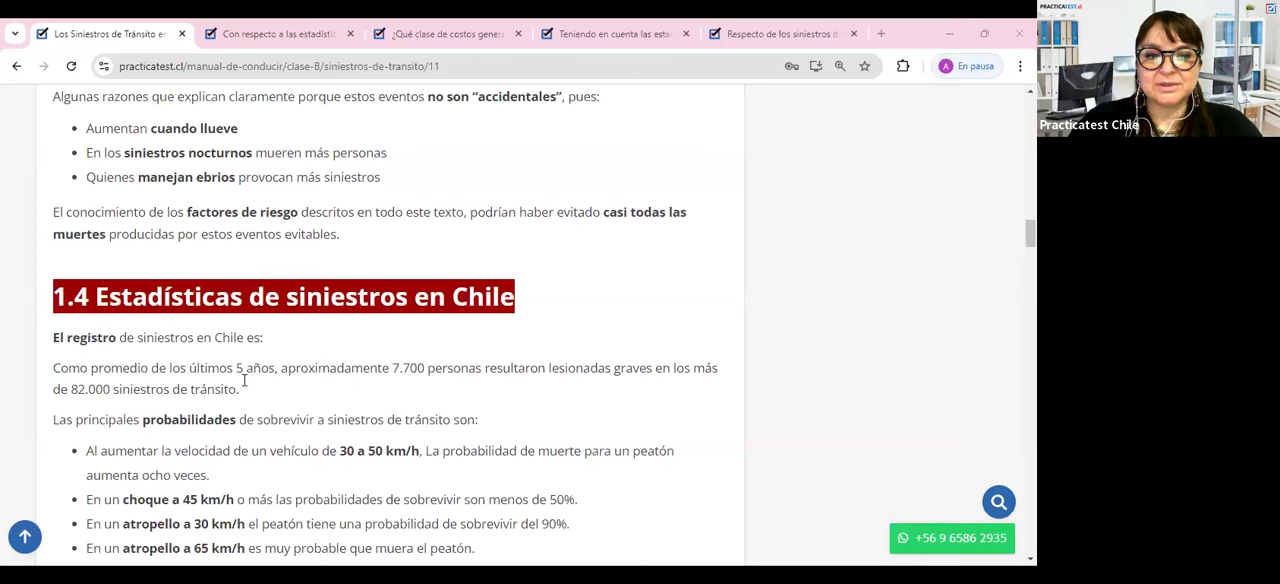 Los Siniestros de Tránsito er
Con respecto a las estadísti
¿Qué clase de costos genera
Teniendo en cuenta las esta
Respecto de los siniestros d
practicatest.cl/manual-de-conducir/clase-B/siniestros-de-transito/11
A En pausa
PRACTICATEST.cl
Practicatest Chile
Algunas razones que explican claramente porque estos eventos no son “accidentales”, pues:
Aumentan cuando llueve
En los siniestros nocturnos mueren más personas
Quienes manejan ebrios provocan más siniestros
El conocimiento de los factores de riesgo descritos en todo este texto, podrían haber evitado casi todas las
muertes producidas por estos eventos evitables.
1.4 Estadísticas de siniestros en Chile
El registro de siniestros en Chile es:
Como promedio de los últimos 5 años, aproximadamente 7.700 personas resultaron lesionadas graves en los más
de 82.000 siniestros de tránsito.
Las principales probabilidades de sobrevivir a siniestros de tránsito son:
Al aumentar la velocidad de un vehículo de 30 a 50 km/h, La probabilidad de muerte para un peatón
aumenta ocho veces.
En un choque a 45 km/h o más las probabilidades de sobrevivir son menos de 50%.
En un atropello a 30 km/h el peatón tiene una probabilidad de sobrevivir del 90%.
En un atropello a 65 km/h es muy probable que muera el peatón.
+56 9 6586 2935